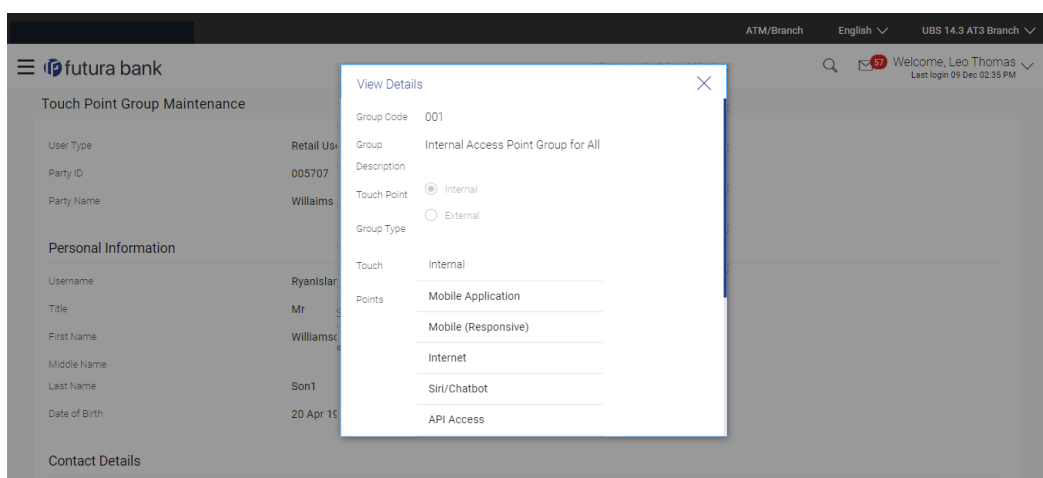 ATM/Branch English UBS 14.3 AT3 Branch
futura bank
57 Welcome, Leo Thomas
Last login 09 Dec 02:35 PM
Touch Point Group Maintenance
User Type Retail
Party ID 005707
Party Name Willaims
Personal Information
Username
Title Mr
First Name
Middle Name
Last Name Son1
Date of Birth 20 Apr
Contact Details
View Details
Group Code 001
Group Description Internal Access Point Group for All
Touch Point Group Type
Internal
External
Touch Points
Internal
Mobile Application
Mobile (Responsive)
Internet
Siri/Chatbot
API Access